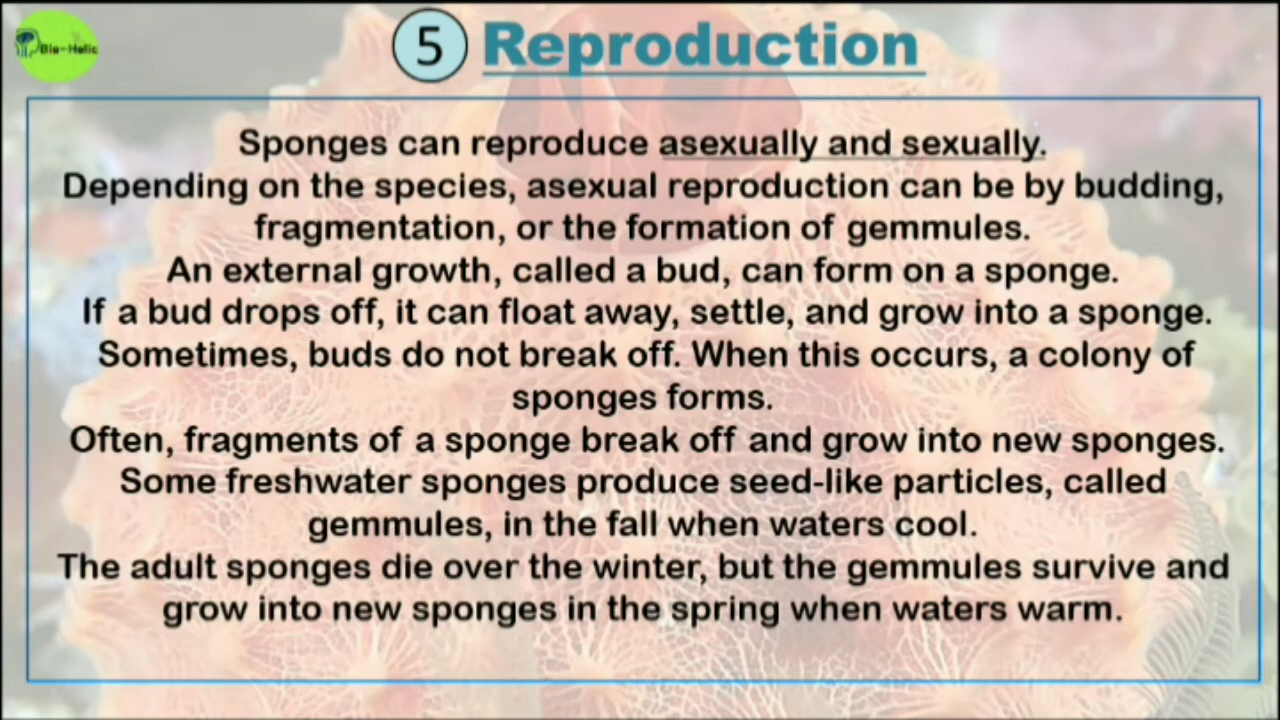 Bio-Holic
5 Reproduction
Sponges can reproduce asexually and sexually.
Depending on the species, asexual reproduction can be by budding,
fragmentation, or the formation of gemmules.
An external growth, called a bud, can form on a sponge.
If a bud drops off, it can float away, settle, and grow into a sponge.
Sometimes, buds do not break off. When this occurs, a colony of
sponges forms.
Often, fragments of a sponge break off and grow into new sponges.
Some freshwater sponges produce seed-like particles, called
gemmules, in the fall when waters cool.
The adult sponges die over the winter, but the gemmules survive and
grow into new sponges in the spring when waters warm.